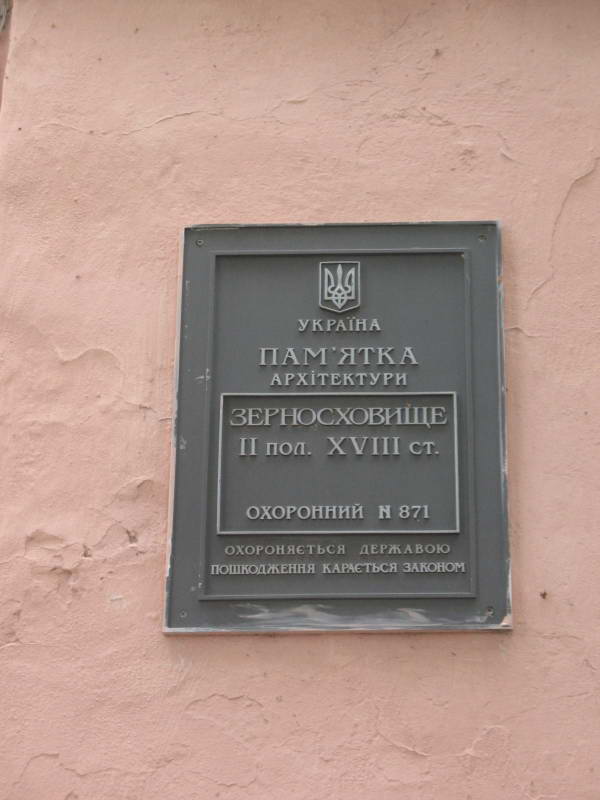 УКРАЇНА
ПАМ'ЯТКА
АРХІТЕКТУРИ
ЗЕРНОСХОВИЩЕ
II ПОЛ. XVIII СТ.
ОХОРОННИЙ N 871
ОХОРОНЯЄТЬСЯ ДЕРЖАВОЮ
ПОШКОДЖЕННЯ КАРАЄТЬСЯ ЗАКОНОМ